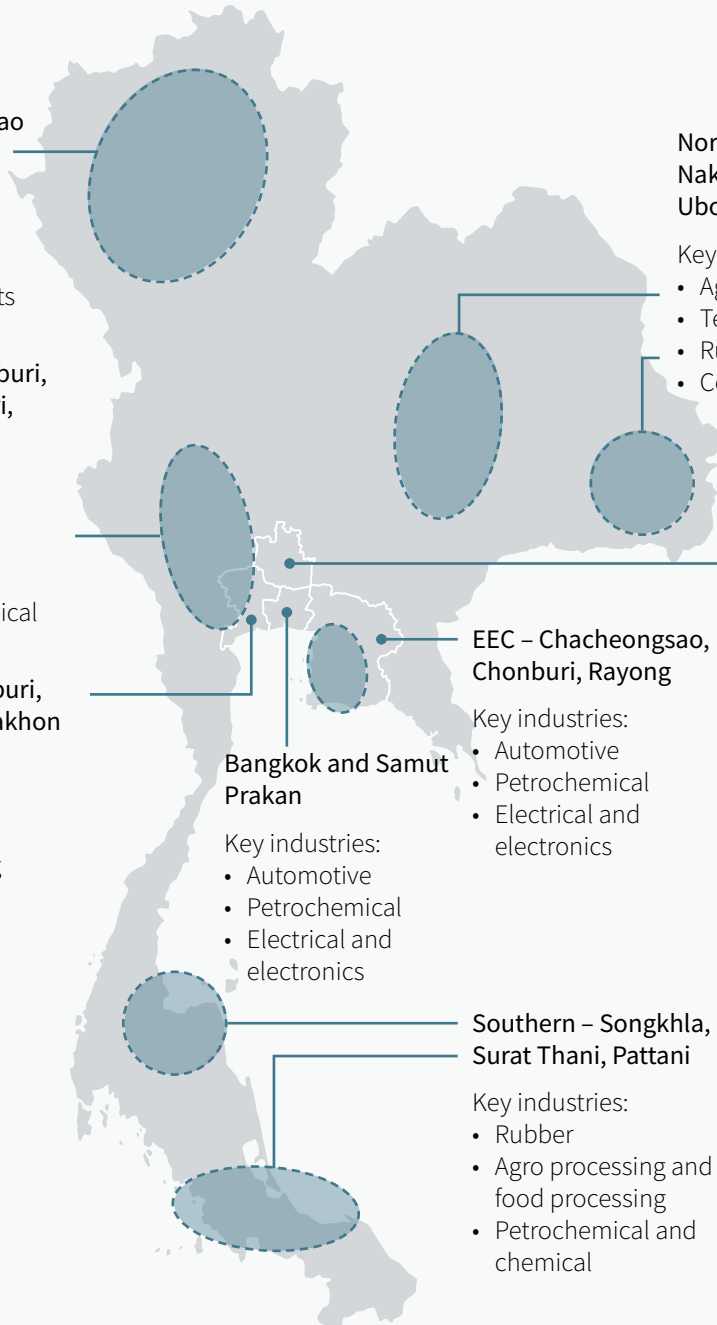 ao
ts
buri,
i,
ical
buri,
akhon
Nor
Nak
Ubo
Key
• Ag
• Te
• Ru
• Co
EEC – Chacheongsao,
Chonburi, Rayong
Key industries:
• Automotive
• Petrochemical
• Electrical and
electronics
Bangkok and Samut
Prakan
Key industries:
• Automotive
• Petrochemical
• Electrical and
electronics
Southern – Songkhla,
Surat Thani, Pattani
Key industries:
• Rubber
• Agro processing and
food processing
• Petrochemical and
chemical